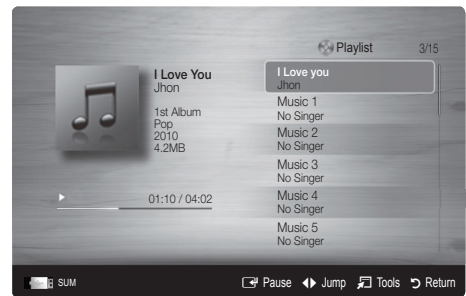 Playlist 3/15
I Love You
Jhon
1st Album
Pop
2010
4.2MB
01:10 / 04:02
I Love you
Jhon
Music 1
No Singer
Music 2
No Singer
Music 3
No Singer
Music 4
No Singer
Music 5
No Singer
SUM Pause Jump Tools Return